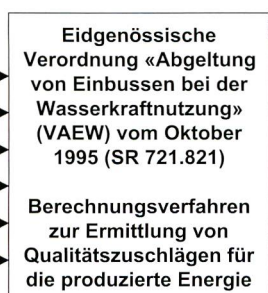 Eidgenössische
Verordnung «Abgeltung
von Einbussen bei der
Wasserkraftnutzung»
(VAEW) vom Oktober
1995 (SR 721.821)
Berechnungsverfahren
zur Ermittlung von
Qualitätszuschlägen für
die produzierte Energie